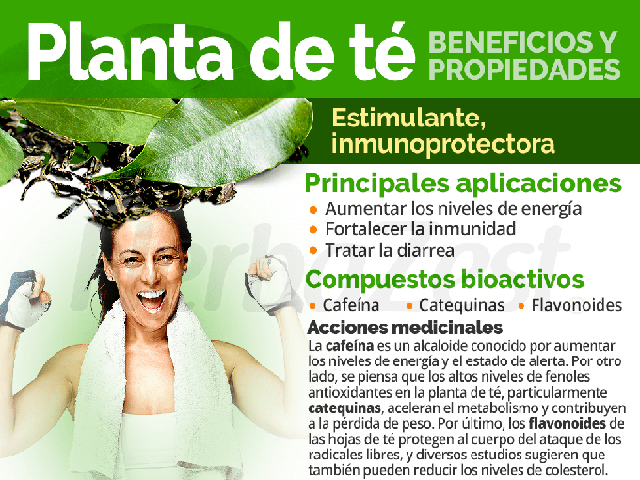 Planta de té BENEFICIOS Y
PROPIEDADES
Estimulante,
inmunoprotectora
Principales aplicaciones
• Aumentar los niveles de energía
• Fortalecer la inmunidad
• Tratar la diarrea
Compuestos bioactivos
• Cafeína • Catequinas • Flavonoides
Acciones medicinales
La cafeína es un alcaloide conocido por aumentar
los niveles de energía y el estado de alerta. Por otro
lado, se piensa que los altos niveles de fenoles
antioxidantes en la planta de té, particularmente
catequinas, aceleran el metabolismo y contribuyen
a la pérdida de peso. Por último, los flavonoides de
las hojas de té protegen al cuerpo del ataque de los
radicales libres, y diversos estudios sugieren que
también pueden reducir los niveles de colesterol.